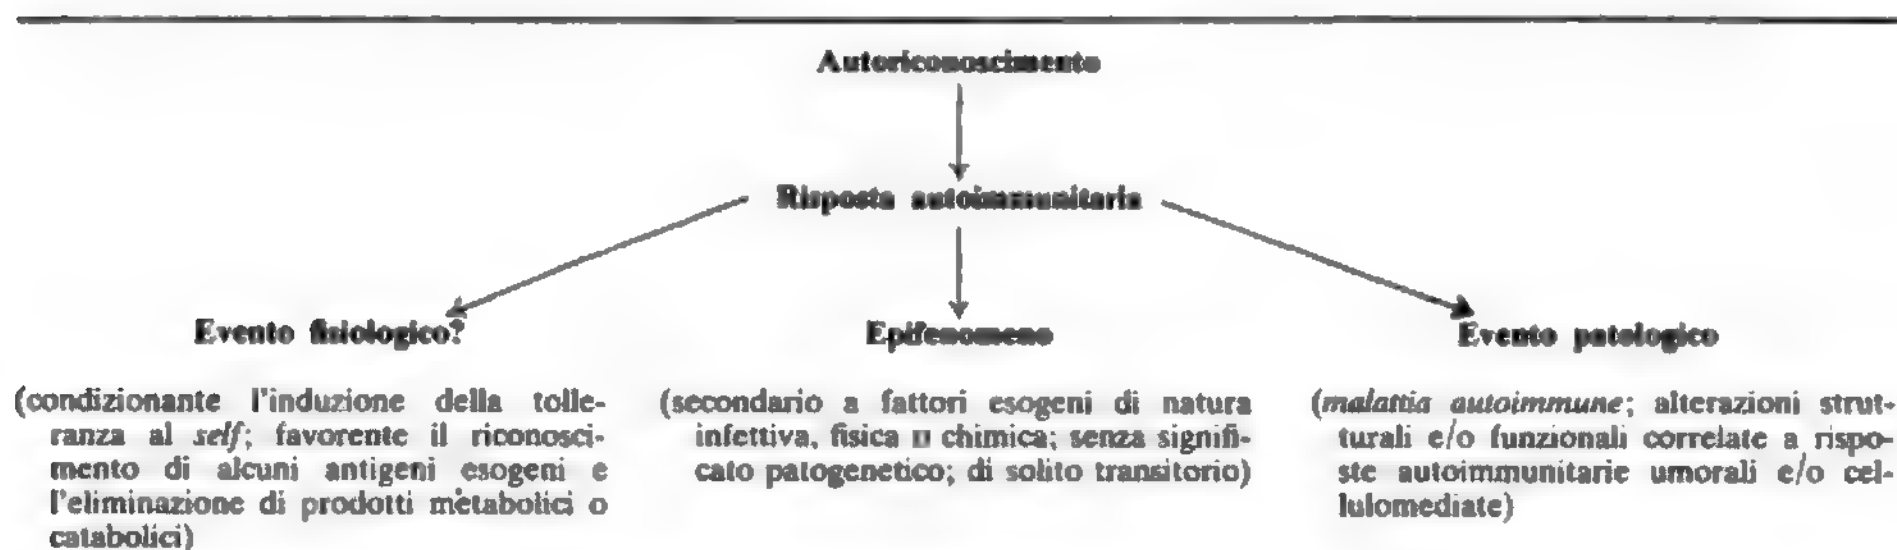 Autoriconoscimento
Risposta autoimmunitaria
Evento fisiologico?
Epifenomeno
Evento patologico
(condizionante l'induzione della tolle-
ranza al self; favorente il riconosci-
mento di alcuni antigeni esogeni e
l'eliminazione di prodotti metabolici o
catabolici)
(secondario a fattori esogeni di natura
infettiva, fisica o chimica; senza signifi-
cato patogenetico; di solito transitorio)
(malattia autoimmune; alterazioni strut-
turali e/o funzionali correlate a rispo-
ste autoimmunitarie umorali e/o cel-
lulomediate)